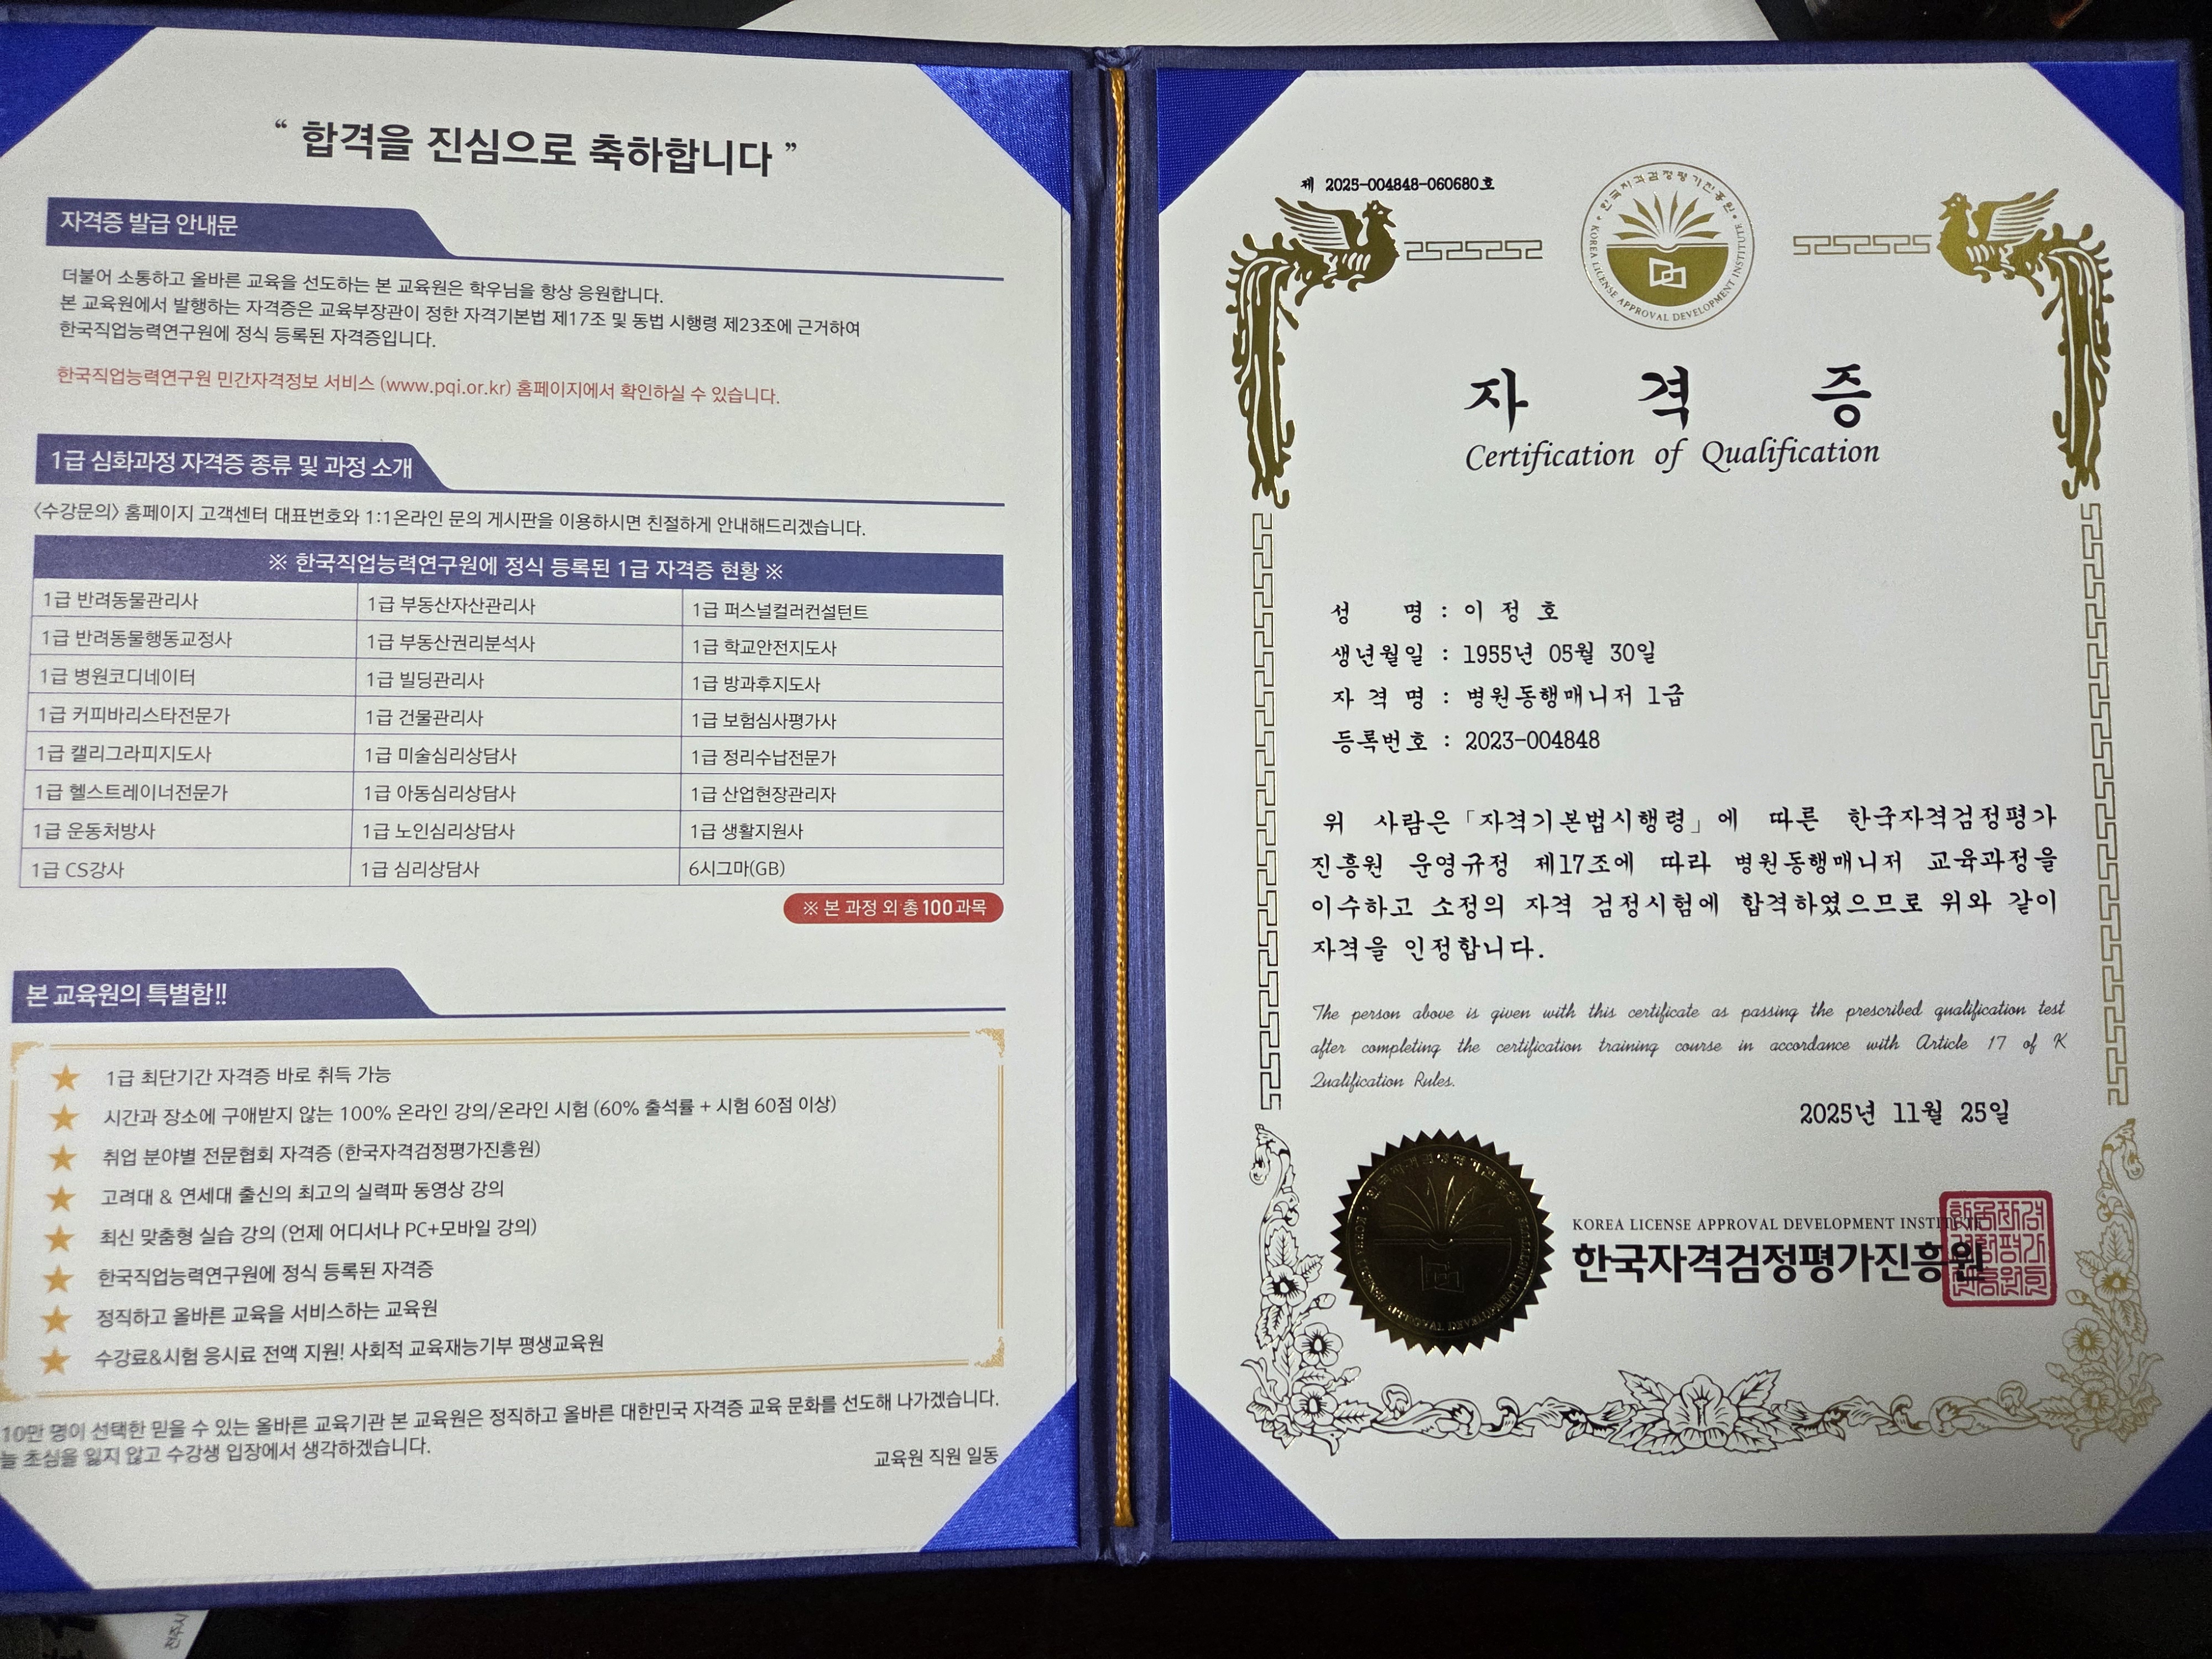 “ 합격을 진심으로 축하합니다 ”
자격증 발급 안내문
더불어 소통하고 올바른 교육을 선도하는 본 교육원은 학우님을 항상 응원합니다.
본 교육원에서 발행하는 자격증은 교육부장관이 정한 자격기본법 제17조 및 동법 시행령 제23조에 근거하여
한국직업능력연구원에 정식 등록된 자격증입니다.
한국직업능력연구원 민간자격정보 서비스 (www.pqi.or.kr) 홈페이지에서 확인하실 수 있습니다.
1급 심화과정 자격증 종류 및 과정 소개
<수강문의> 홈페이지 고객센터 대표번호와 1:1온라인 문의 게시판을 이용하시면 친절하게 안내해드리겠습니다.
※ 한국직업능력연구원에 정식 등록된 1급 자격증 현황 ※
1급 반려동물관리사 1급 부동산자산관리사 1급 퍼스널컬러컨설턴트
1급 반려동물행동교정사 1급 부동산권리분석사 1급 학교안전지도사
1급 병원코디네이터 1급 빌딩관리사 1급 방과후지도사
1급 커피바리스타전문가 1급 건물관리사 1급 보험심사평가사
1급 캘리그라피지도사 1급 미술심리상담사 1급 정리수납전문가
1급 헬스트레이너전문가 1급 아동심리상담사 1급 산업현장관리자
1급 운동처방사 1급 노인심리상담사 1급 생활지원사
1급 CS강사 1급 심리상담사 6시그마(GB)
※ 본 과정 외 총 100과목
본 교육원의 특별함!!
1급 최단기간 자격증 바로 취득 가능
시간과 장소에 구애받지 않는 100% 온라인 강의/온라인 시험 (60% 출석률 + 시험 60점 이상)
취업 분야별 전문협회 자격증 (한국자격검정평가진흥원)
고려대 & 연세대 출신의 최고의 실력파 동영상 강의
최신 맞춤형 실습 강의 (언제 어디서나 PC+모바일 강의)
한국직업능력연구원에 정식 등록된 자격증
정직하고 올바른 교육을 서비스하는 교육원
수강료&시험 응시료 전액 지원! 사회적 교육재능기부 평생교육원
10만 명이 선택한 믿을 수 있는 올바른 교육기관 본 교육원은 정직하고 올바른 대한민국 자격증 교육 문화를 선도해 나가겠습니다.
늘 초심을 잃지 않고 수강생 입장에서 생각하겠습니다.
교육원 직원 일동
제 2025-004848-060680호
한국자격검정평가진흥원
KOREA LICENSE APPROVAL DEVELOPMENT INSTITUTE
자 격 증
Certification of Qualification
성 명 : 이 정 호
생년월일 : 1955년 05월 30일
자 격 명 : 병원동행매니저 1급
등록번호 : 2023-004848
위 사람은 「자격기본법시행령」에 따른 한국자격검정평가
진흥원 운영규정 제17조에 따라 병원동행매니저 교육과정을
이수하고 소정의 자격 검정시험에 합격하였으므로 위와 같이
자격을 인정합니다.
The person above is given with this certificate as passing the prescribed qualification test
after completing the certification training course in accordance with Article 17 of K
Qualification Rules.
2025년 11월 25일
KOREA LICENSE APPROVAL DEVELOPMENT INSTITUTE
한국자격검정평가진흥원